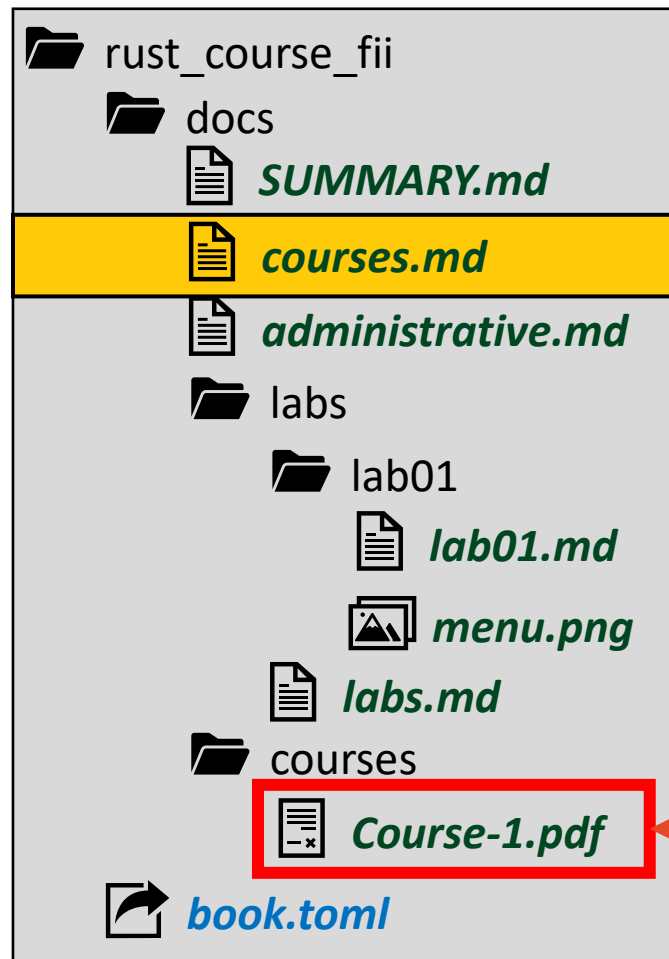 rust_course_fii
docs
SUMMARY.md
courses.md
administrative.md
labs
lab01
lab01.md
menu.png
labs.md
courses
Course-1.pdf
book.toml